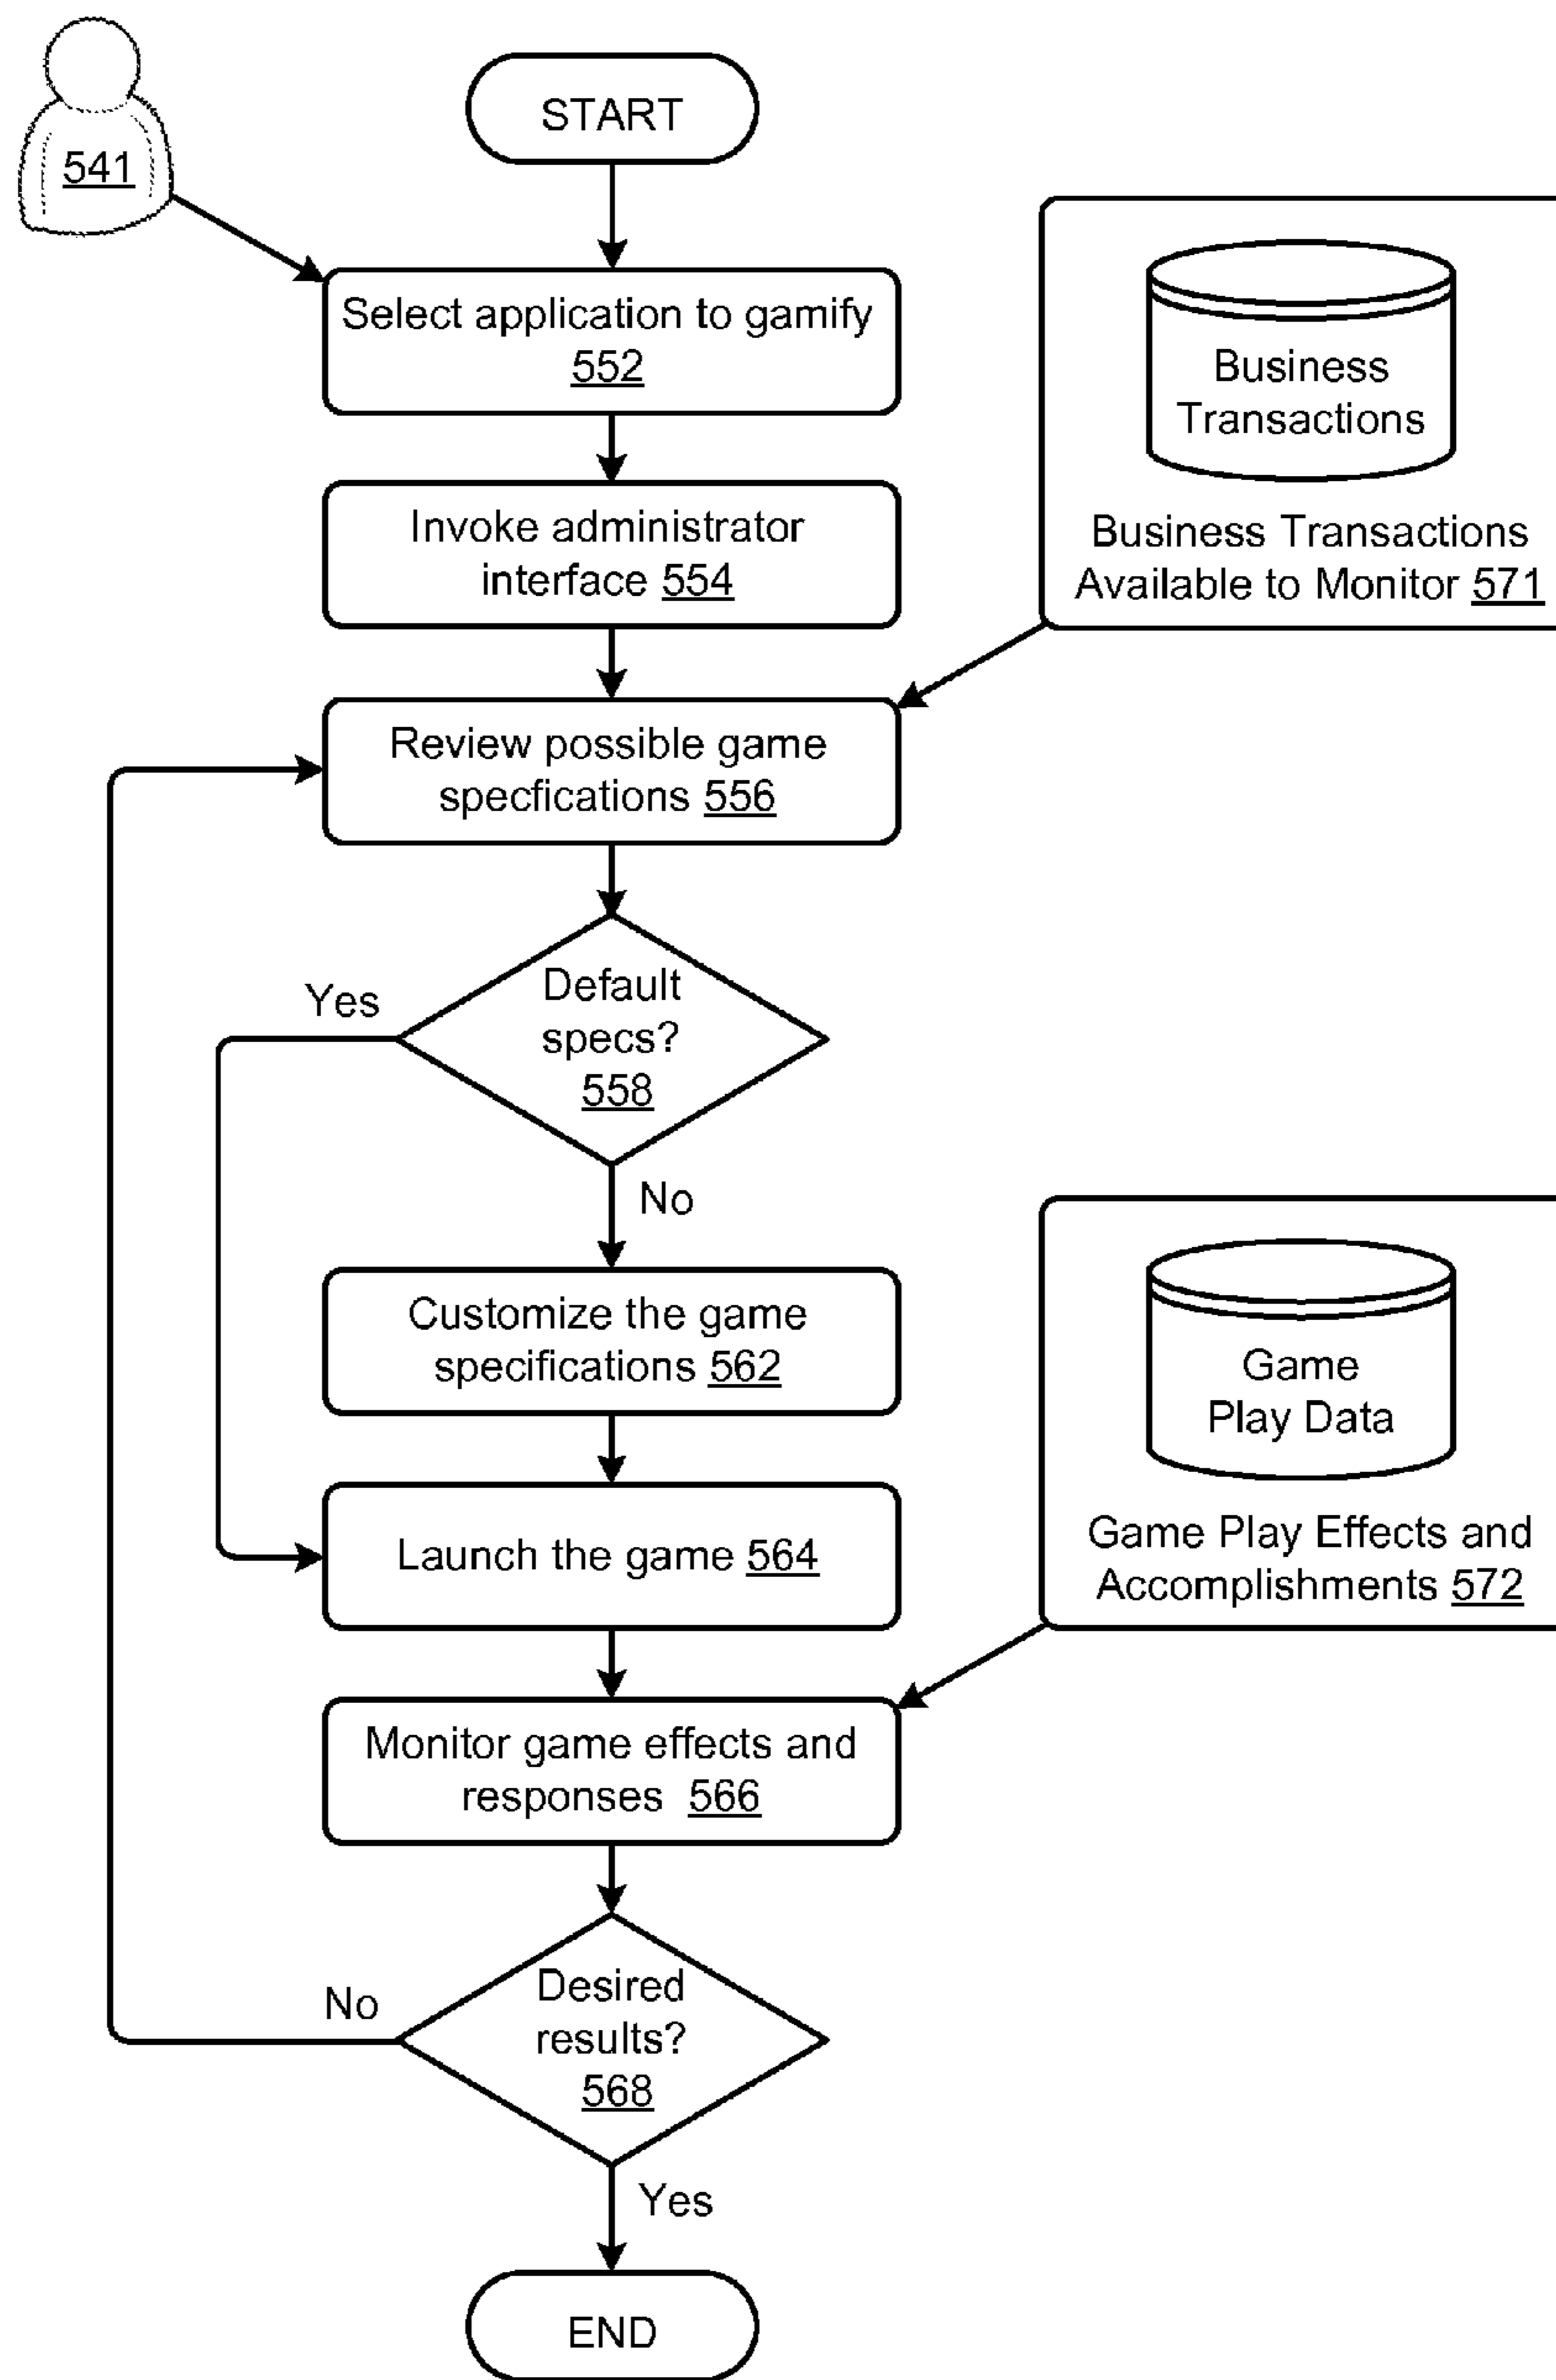 541
START
Select application to gamify
552
Invoke administrator
interface 554
Business
Transactions
Business Transactions
Available to Monitor 571
Review possible game
specfications 556
Default
specs?
558
Yes
No
Customize the game
specifications 562
Launch the game 564
Game
Play Data
Game Play Effects and
Accomplishments 572
Monitor game effects and
responses 566
Desired
results?
568
No
Yes
END